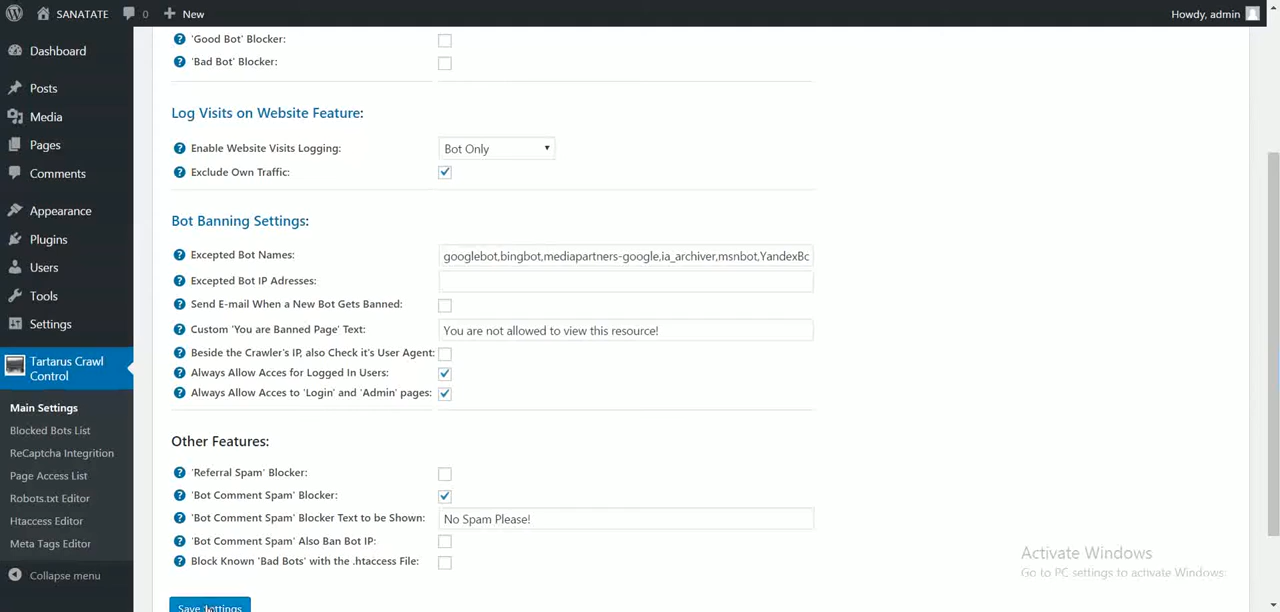 SANATATE 0 New Howdy, admin
Dashboard
Posts
Media
Pages
Comments
Appearance
Plugins
Users
Tools
Settings
Tartarus Crawl
Control
Main Settings
Blocked Bots List
ReCaptcha Integrition
Page Access List
Robots.txt Editor
Htaccess Editor
Meta Tags Editor
Collapse menu
'Good Bot' Blocker:
'Bad Bot' Blocker:
Log Visits on Website Feature:
Enable Website Visits Logging: Bot Only
Exclude Own Traffic:
Bot Banning Settings:
Excepted Bot Names: googlebot,bingbot,mediapartners-google,ia_archiver,msnbot,YandexBo
Excepted Bot IP Adresses:
Send E-mail When a New Bot Gets Banned:
Custom 'You are Banned Page' Text: You are not allowed to view this resource!
Beside the Crawler's IP, also Check it's User Agent:
Always Allow Acces for Logged In Users:
Always Allow Acces to 'Login' and 'Admin' pages:
Other Features:
'Referral Spam' Blocker:
'Bot Comment Spam' Blocker:
'Bot Comment Spam' Blocker Text to be Shown: No Spam Please!
'Bot Comment Spam' Also Ban Bot IP:
Block Known 'Bad Bots' with the .htaccess File:
Save Settings
Activate Windows
Go to PC settings to activate Windows.